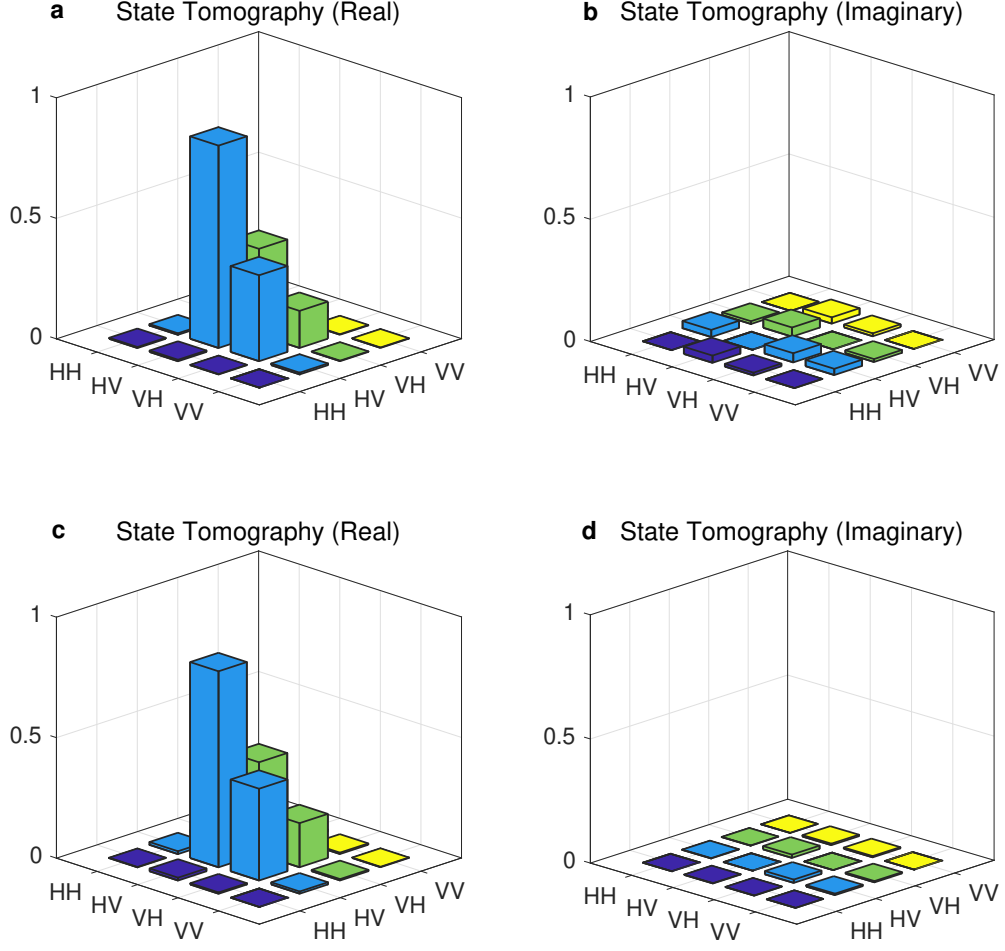 a State Tomography (Real)
1
0.5
0
HH
HV
VH
VV
HH
HV
VH
VV
b State Tomography (Imaginary)
1
0.5
0
HH
HV
VH
VV
HH
HV
VH
VV
c State Tomography (Real)
1
0.5
0
HH
HV
VH
VV
HH
HV
VH
VV
d State Tomography (Imaginary)
1
0.5
0
HH
HV
VH
VV
HH
HV
VH
VV